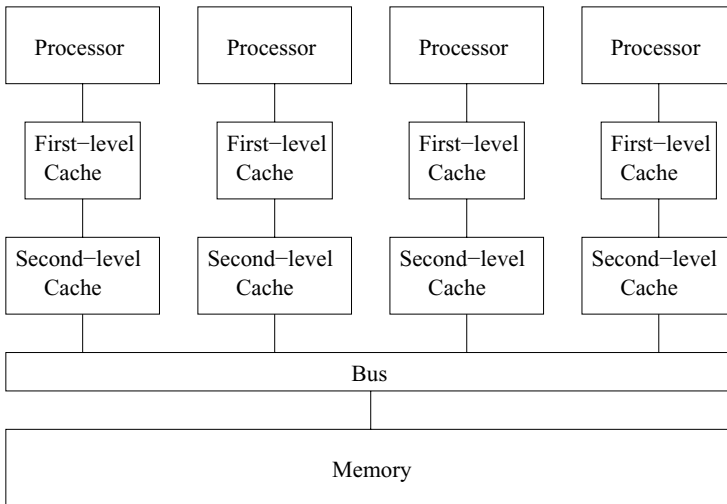 Processor
Processor
Processor
Processor
First−level
Cache
First−level
Cache
First−level
Cache
First−level
Cache
Second−level
Cache
Second−level
Cache
Second−level
Cache
Second−level
Cache
Bus
Memory